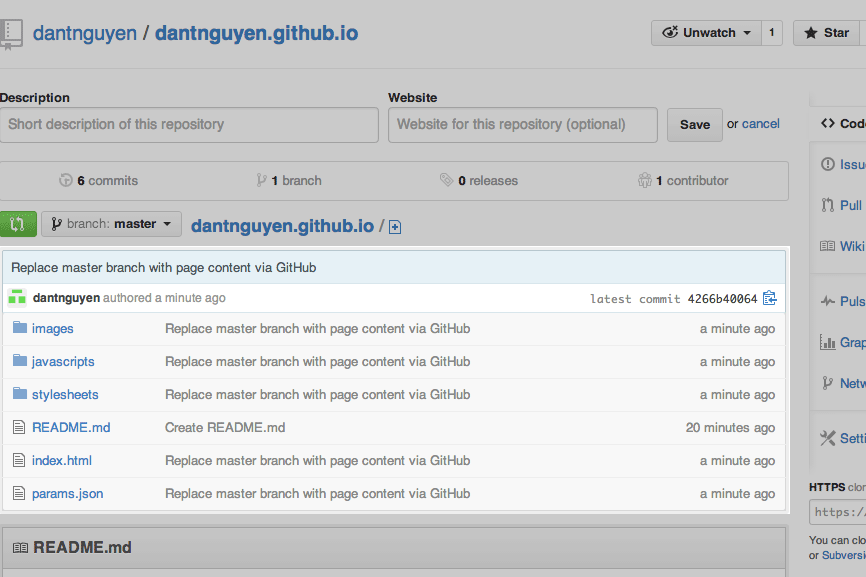 dantnguyen / dantnguyen.github.io
Unwatch 1 Star
Description
Website
Short description of this repository
Website for this repository (optional)
Save or cancel
6 commits
1 branch
0 releases
1 contributor
branch: master
dantnguyen.github.io /
Replace master branch with page content via GitHub
dantnguyen authored a minute ago
latest commit 4266b40064
images Replace master branch with page content via GitHub a minute ago
javascripts Replace master branch with page content via GitHub a minute ago
stylesheets Replace master branch with page content via GitHub a minute ago
README.md Create README.md 20 minutes ago
index.html Replace master branch with page content via GitHub a minute ago
params.json Replace master branch with page content via GitHub a minute ago
README.md
Cod
Issu
Pull
Wiki
Puls
Grap
Netw
Setti
HTTPS clon
https:/
You can clo
or Subversi